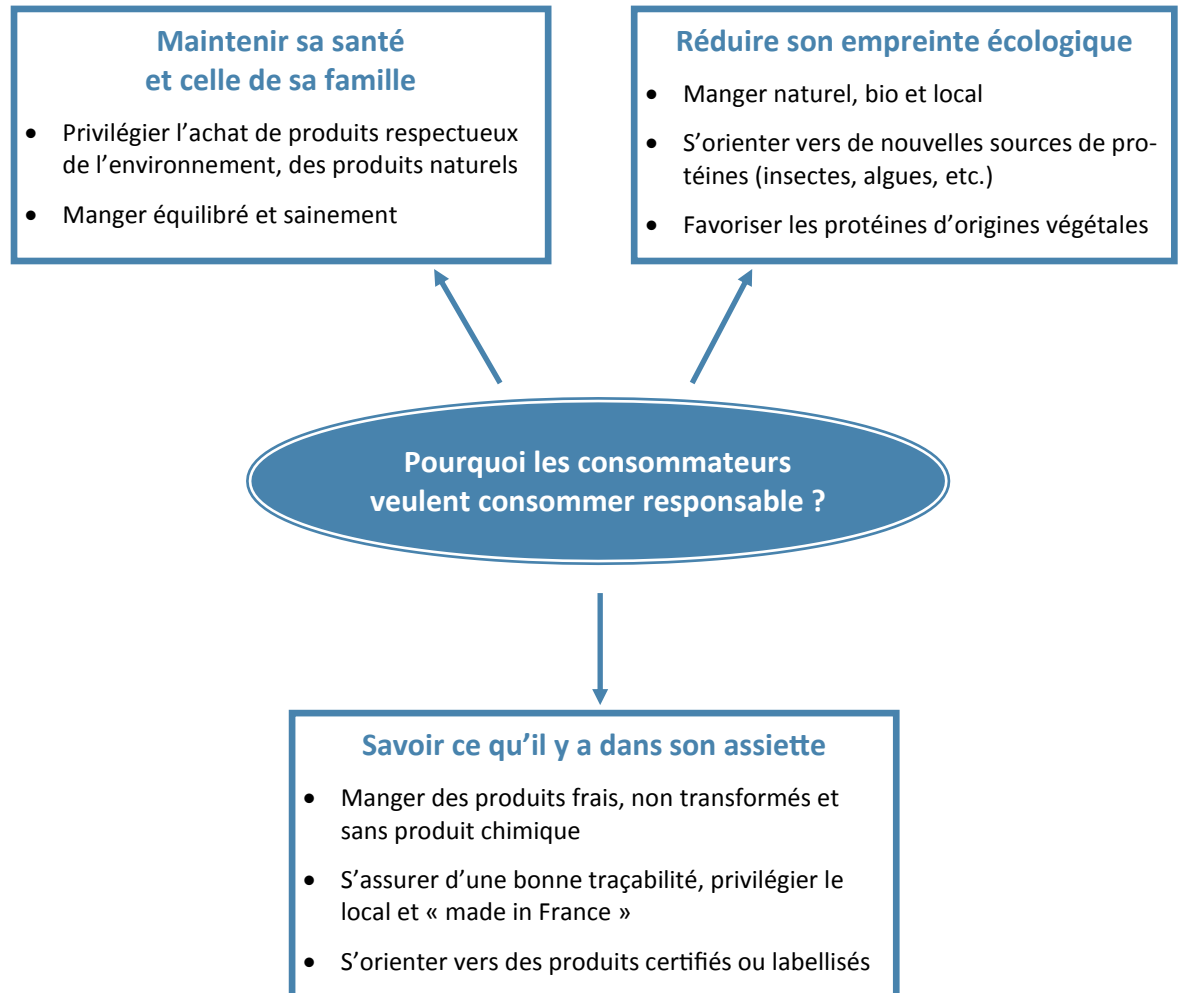 Maintenir sa santé
et celle de sa famille
• Privilégier l’achat de produits respectueux
de l’environnement, des produits naturels
• Manger équilibré et sainement
Réduire son empreinte écologique
• Manger naturel, bio et local
• S’orienter vers de nouvelles sources de pro-
téines (insectes, algues, etc.)
• Favoriser les protéines d’origines végétales
Pourquoi les consommateurs
veulent consommer responsable ?
Savoir ce qu’il y a dans son assiette
• Manger des produits frais, non transformés et
sans produit chimique
• S’assurer d’une bonne traçabilité, privilégier le
local et « made in France »
• S’orienter vers des produits certifiés ou labellisés